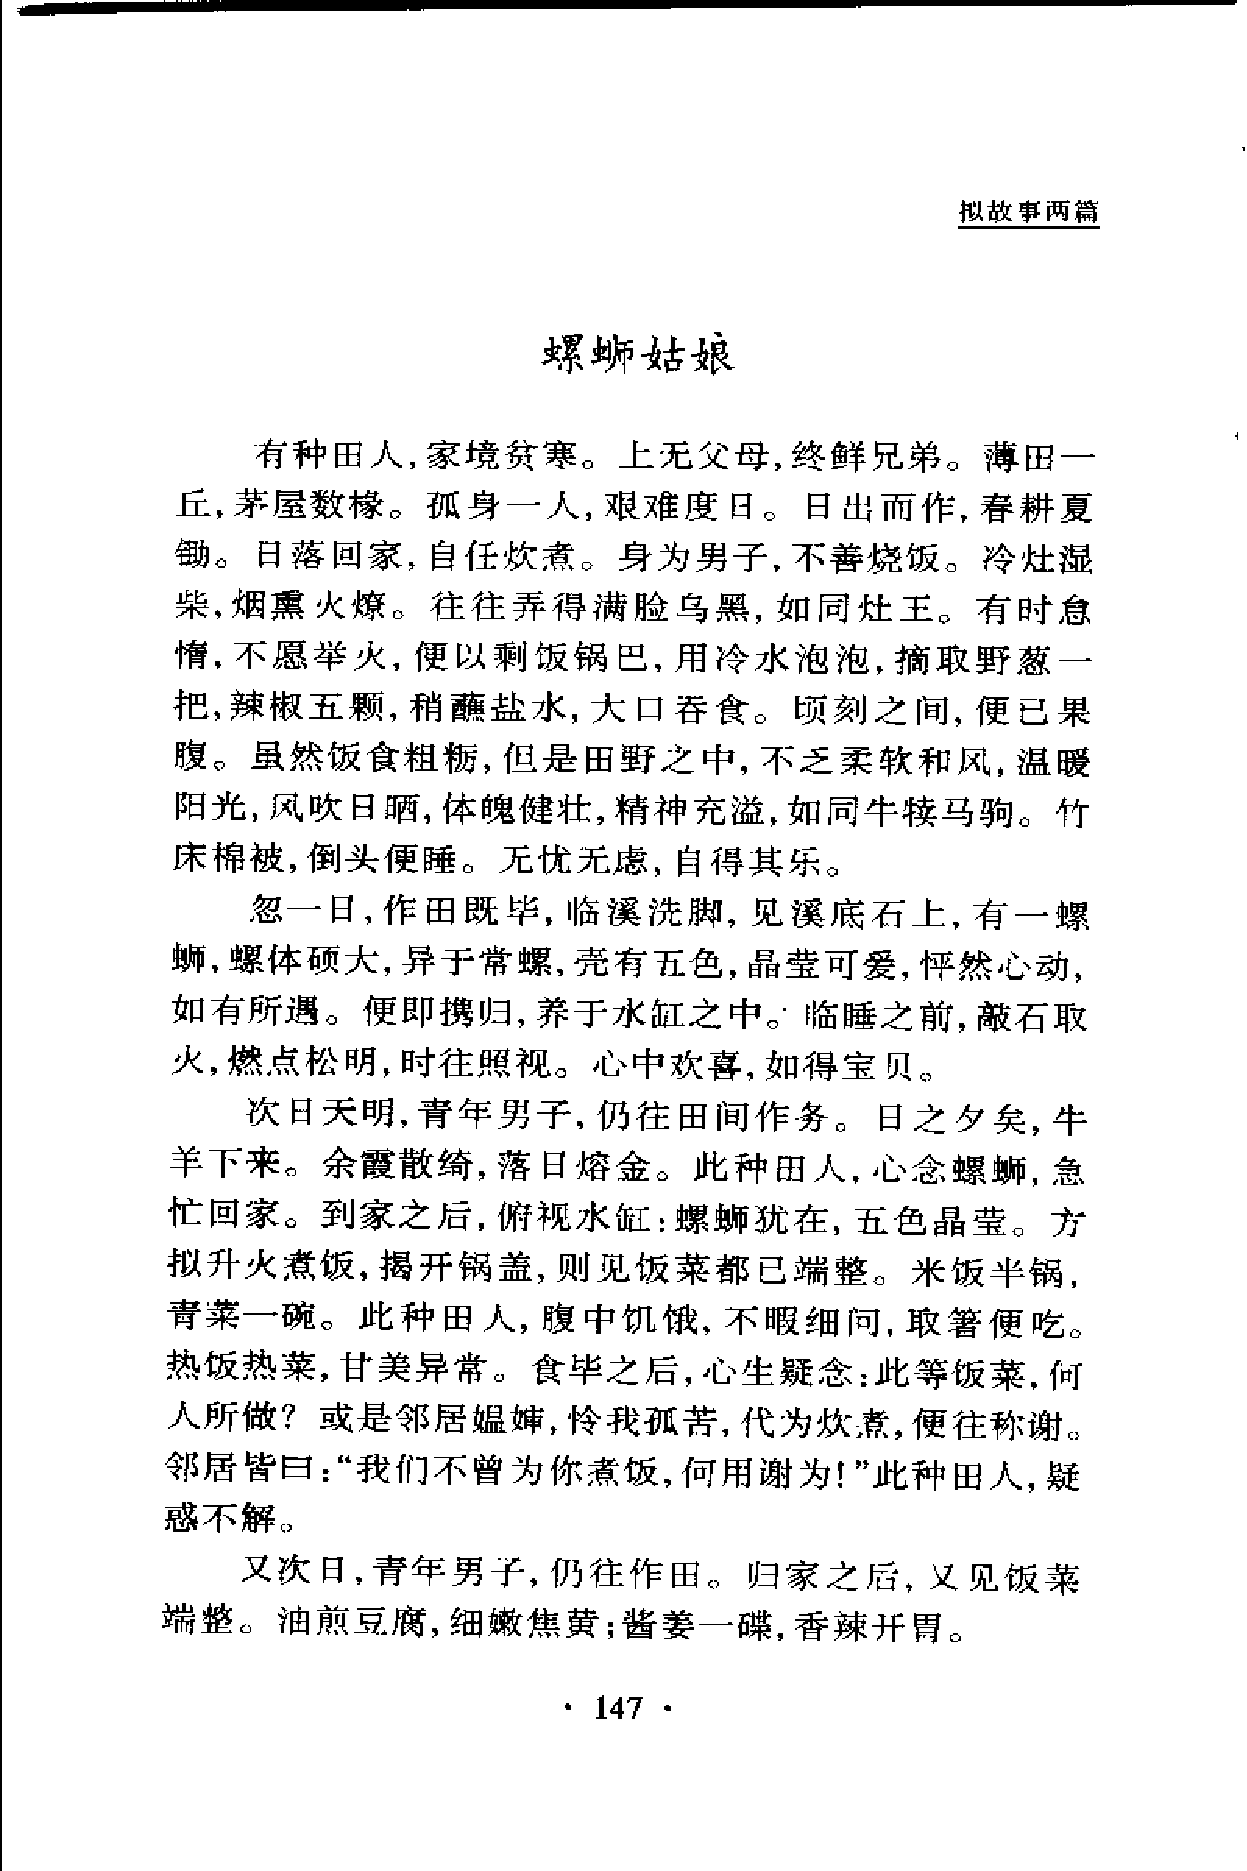 拟故事两篇
螺蛳姑娘
有种田人,家境贫寒。上无父母,终鲜兄弟。薄田一
丘,茅屋数椽。孤身一人,艰难度日。日出而作,春耕夏
锄。日落回家,自任炊煮。身为男子,不善烧饭。冷灶湿
柴,烟熏火燎。往往弄得满脸乌黑,如同灶王。有时怠
惰,不愿举火,便以剩饭锅巴,用冷水泡泡,摘取野葱一
把,辣椒五颗,稍蘸盐水,大口吞食。顷刻之间,便已果
腹。虽然饭食粗粝,但是田野之中,不乏柔软和风,温暖
阳光,风吹日晒,体魄健壮,精神充溢,如同牛犊马驹。竹
床棉被,倒头便睡。无忧无虑,自得其乐。
忽一日,作田既毕,临溪洗脚,见溪底石上,有一螺
蛳,螺体硕大,异于常螺,壳有五色,晶莹可爱,怦然心动,
如有所遇。便即携归,养于水缸之中。临睡之前,敲石取
火,燃点松明,时往照视。心中欢喜,如得宝贝。
次日天明,青年男子,仍往田间作务。日之夕矣,牛
羊下来。余霞散绮,落日熔金。此种田人,心念螺蛳,急
忙回家。到家之后,俯视水缸:螺蛳犹在,五色晶莹。方
拟升火煮饭,揭开锅盖,则见饭菜都已端整。米饭半锅,
青菜一碗。此种田人,腹中饥饿,不暇细问,取箸便吃。
热饭热菜,甘美异常。食毕之后,心生疑念:此等饭菜,何
人所做?或是邻居媪婶,怜我孤苦,代为炊煮,便往称谢。
邻居皆曰:“我们不曾为你煮饭,何用谢为!”此种田人,疑
惑不解。
又次日,青年男子,仍往作田。归家之后,又见饭菜
端整。油煎豆腐,细嫩焦黄;酱姜一碟,香辣开胃。
· 147 ·